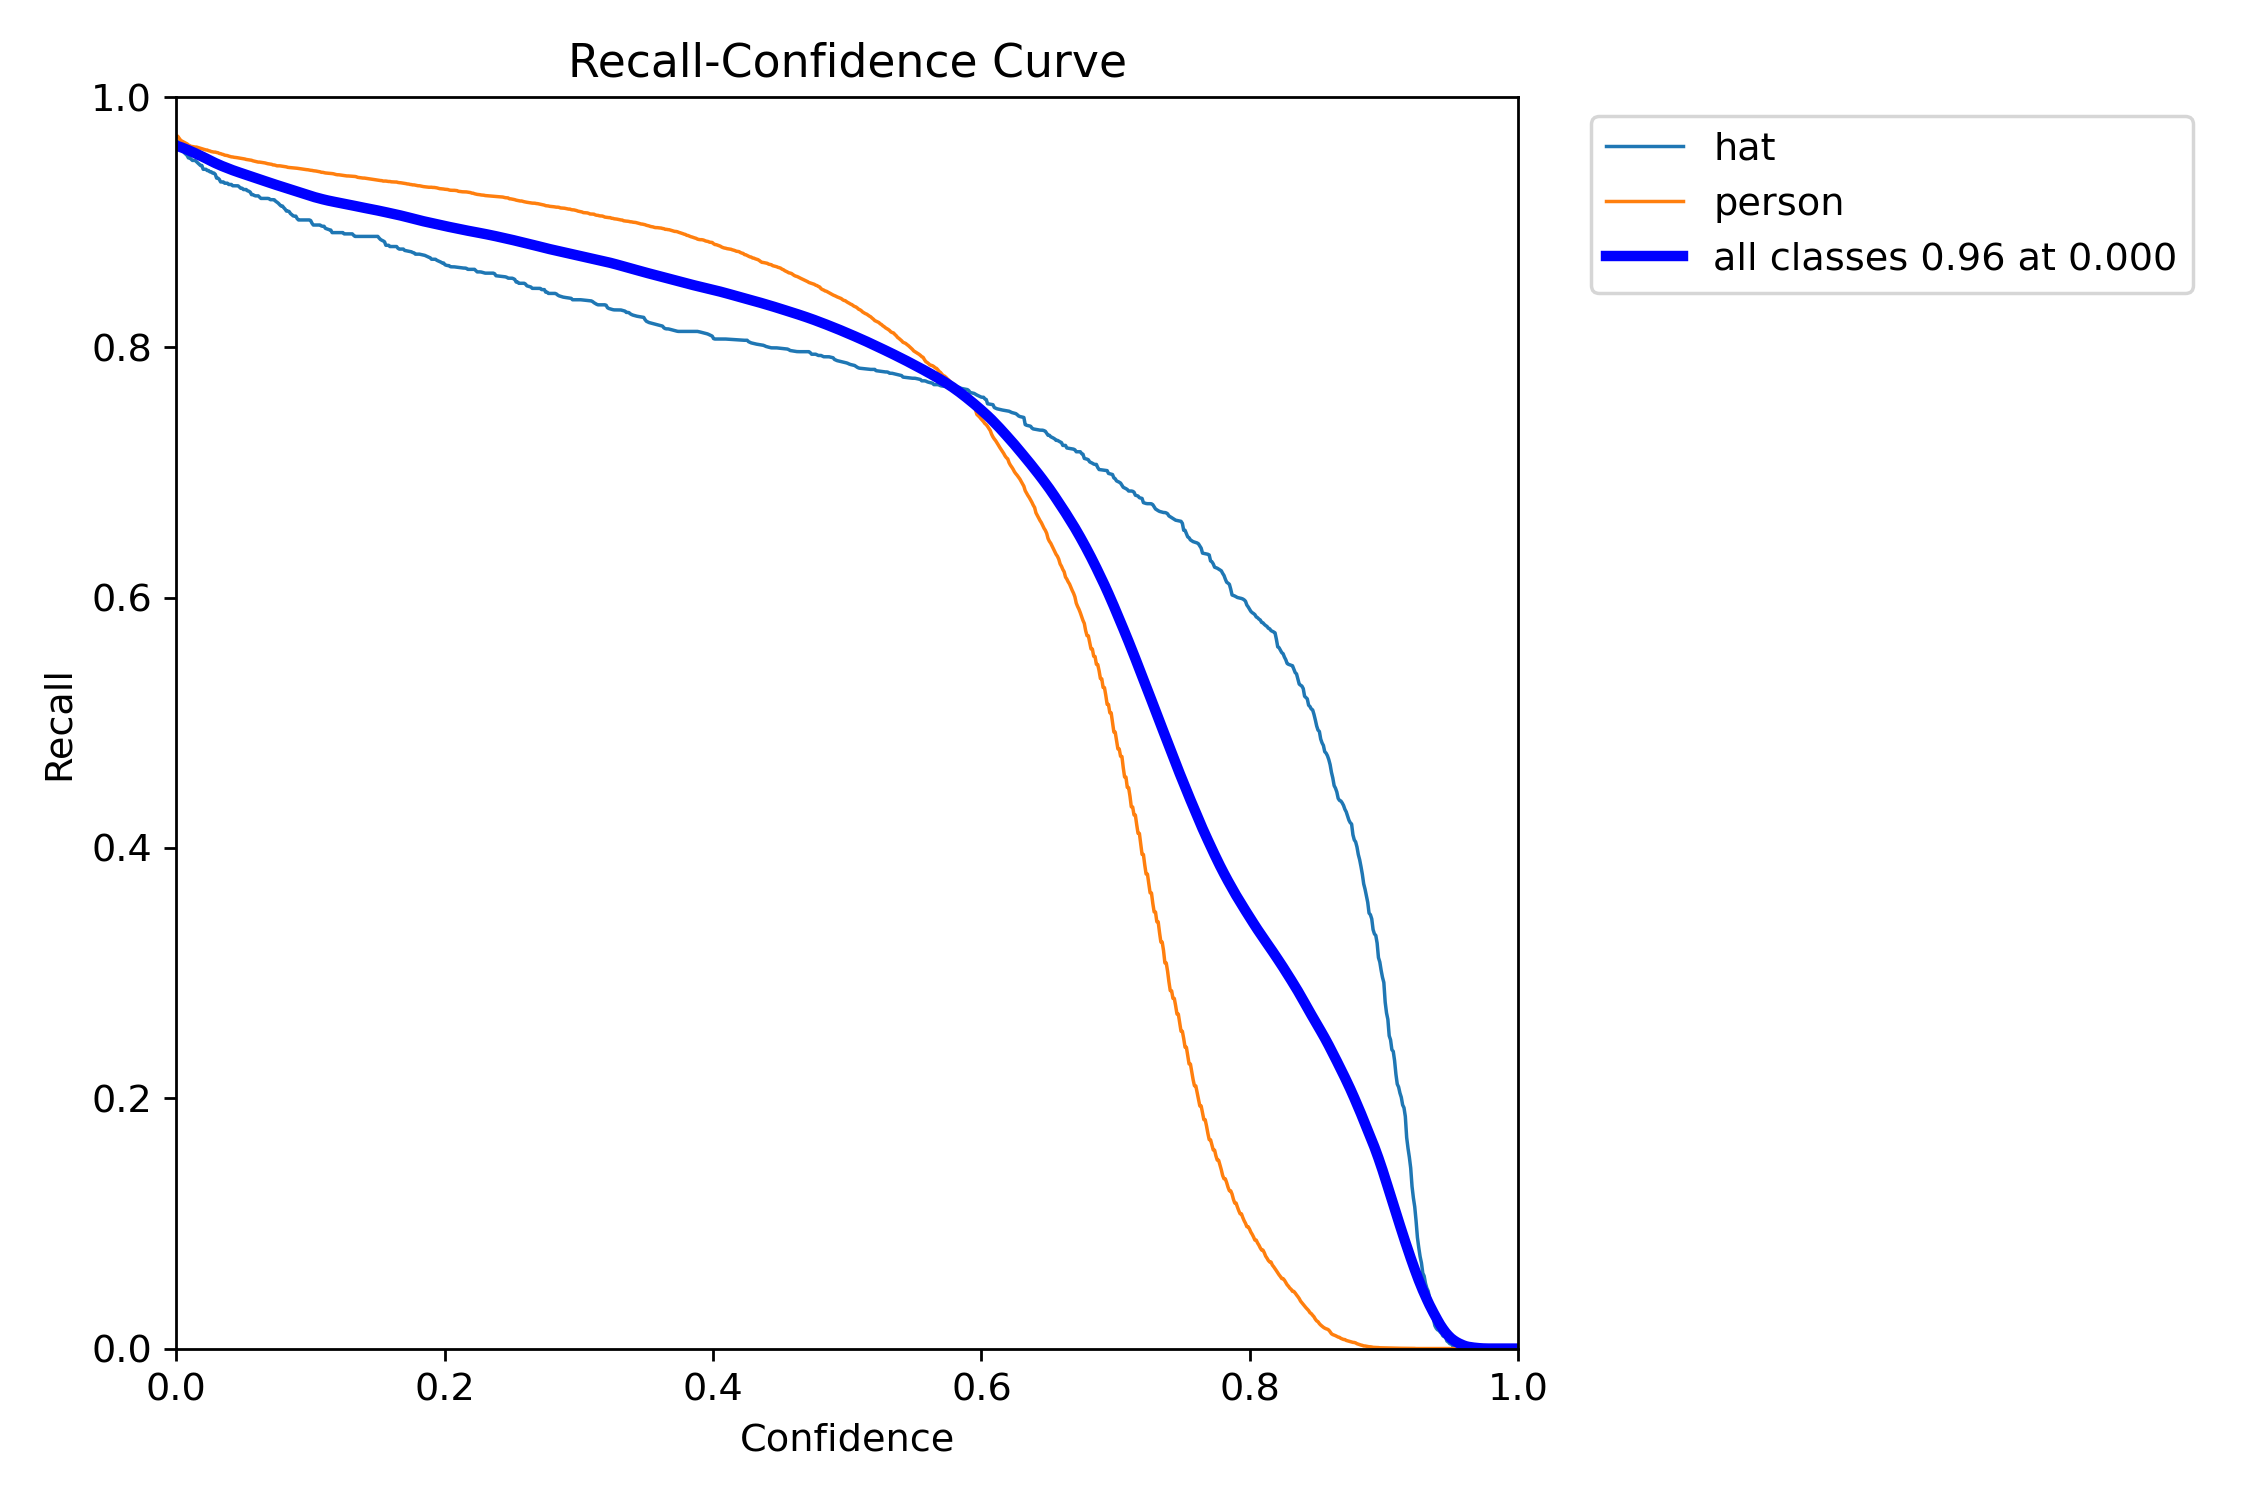 Recall-Confidence Curve
1.0
0.8
0.6
0.4
0.2
0.0
Recall
0.0 0.2 0.4 0.6 0.8 1.0
Confidence
hat
person
all classes 0.96 at 0.000